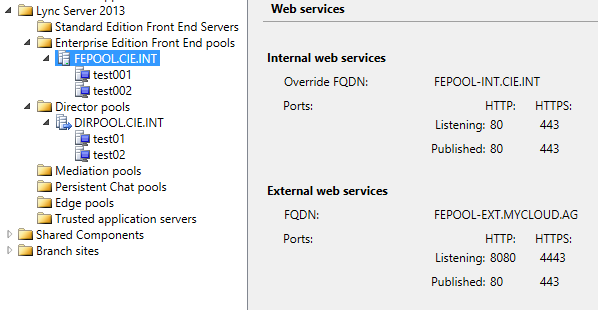 Lync Server 2013
Standard Edition Front End Servers
Enterprise Edition Front End pools
FEPOOL.CIE.INT
test001
test002
Director pools
DIRPOOL.CIE.INT
test01
test02
Mediation pools
Persistent Chat pools
Edge pools
Trusted application servers
Shared Components
Branch sites
Web services
Internal web services
Override FQDN: FEPOOL-INT.CIE.INT
Ports: HTTP: HTTPS:
Listening: 80 443
Published: 80 443
External web services
FQDN: FEPOOL-EXT.MYCLOUD.AG
Ports: HTTP: HTTPS:
Listening: 8080 4443
Published: 80 443